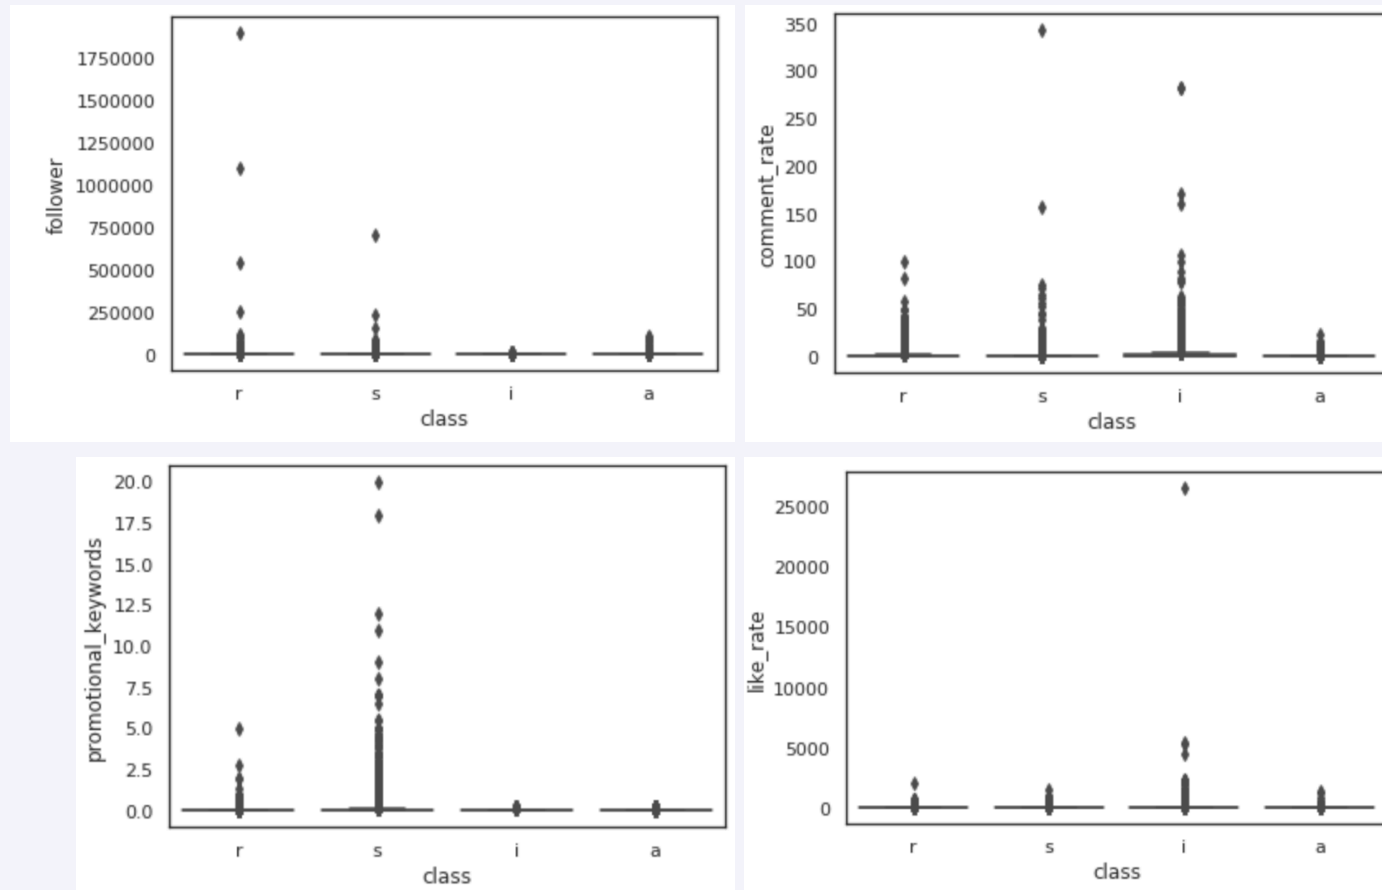 1750000
1500000
1250000
1000000
750000
500000
250000
0
follower
r s i a
class
350
300
250
200
150
100
50
0
comment_rate
r s i a
class
20.0
17.5
15.0
12.5
10.0
7.5
5.0
2.5
0.0
promotional_keywords
r s i a
class
25000
20000
15000
10000
5000
0
like_rate
r s i a
class